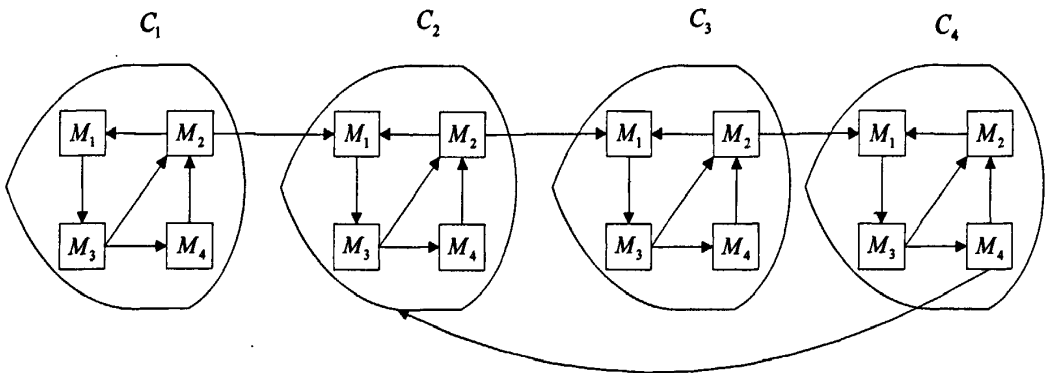 C₁ C₂ C₃ C₄
M₁ M₂ M₁ M₂ M₁ M₂ M₁ M₂
M₃ M₄ M₃ M₄ M₃ M₄ M₃ M₄